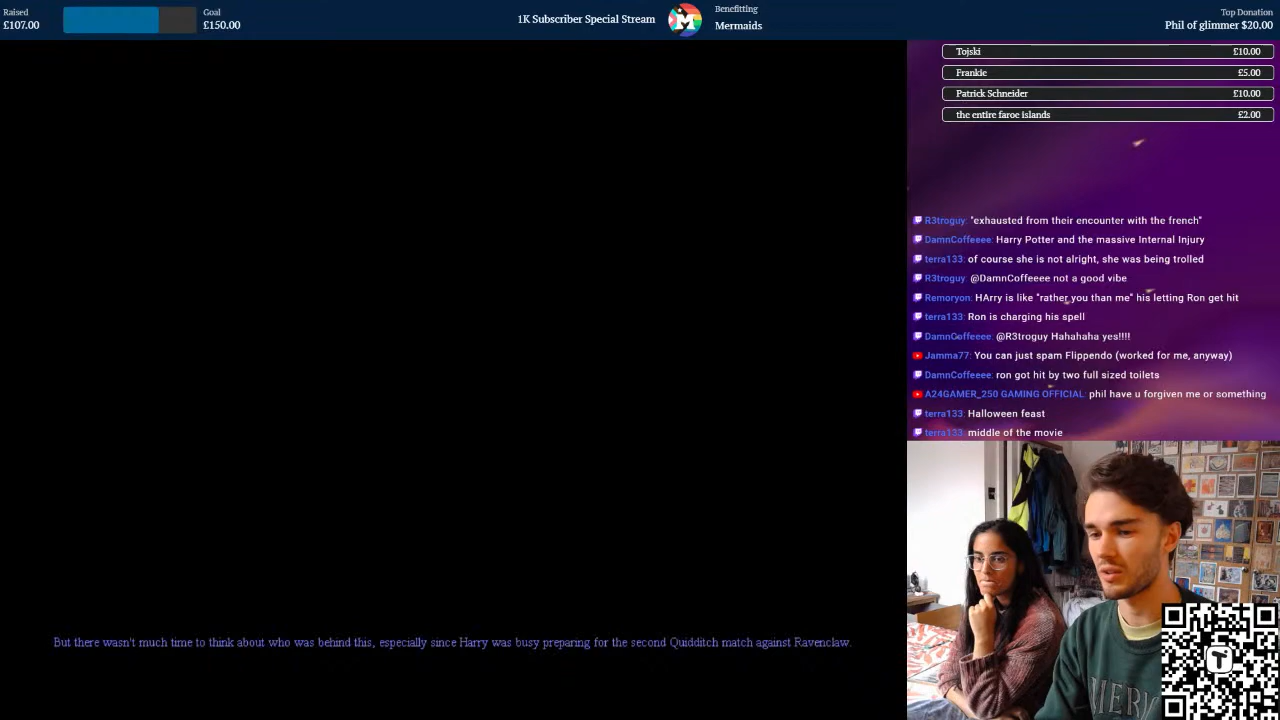 Raised
£107.00
Goal
£150.00
1K Subscriber Special Stream
M
Benefitting
Mermaids
Top Donation
Phil of glimmer $20.00
Tojski £10.00
Frankie £5.00
Patrick Schneider £10.00
the entire faroe islands £2.00
R3troguy: "exhausted from their encounter with the french"
DamnCoffeeee: Harry Potter and the massive Internal Injury
terra133: of course she is not alright, she was being trolled
R3troguy @DamnCoffeeee not a good vibe
Remoryon: HArry is like "rather you than me" his letting Ron get hit
terra133: Ron is charging his spell
DamnCoffeeee: @R3troguy Hahahaha yes!!!!
Jamma77: You can just spam Flippendo (worked for me, anyway)
DamnCoffeeee: ron got hit by two full sized toilets
A24GAMER_250 GAMING OFFICIAL: phil have u forgiven me or something
terra133: Halloween feast
terra133: middle of the movie
But there wasn't much time to think about who was behind this, especially since Harry was busy preparing for the second Quidditch match against Ravenclaw.